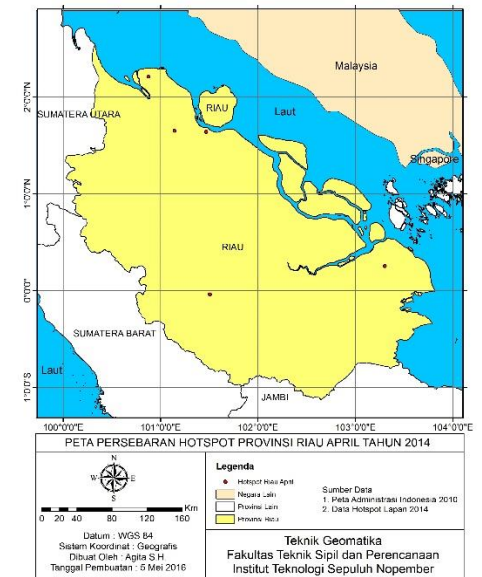 Malaysia
2°0'0"N
SUMATERA UTARA
RIAU
Laut
Singapore
1°0'0"N
RIAU
0°0'0"
SUMATERA BARAT
Laut
1°0'0"S
JAMBI
100°0'0"E
101°0'0"E
102°0'0"E
103°0'0"E
104°0'0"E
PETA PERSEBARAN HOTSPOT PROVINSI RIAU APRIL TAHUN 2014
N
W
E
S
0 20 40 80 120 160
Km
Datum : WGS 84
Sistem Koordinat : Geografis
Dibuat Oleh : Agita S.H.
Tanggal Pembuatan : 5 Mei 2016
Legenda
Hotspot Riau April
Negara Lain
Provinsi Lain
Provinsi Riau
Sumber Data
1. Peta Administrasi Indonesia 2010
2. Data Hotspot Lapan 2014
Teknik Geomatika
Fakultas Teknik Sipil dan Perencanaan
Institut Teknologi Sepuluh Nopember